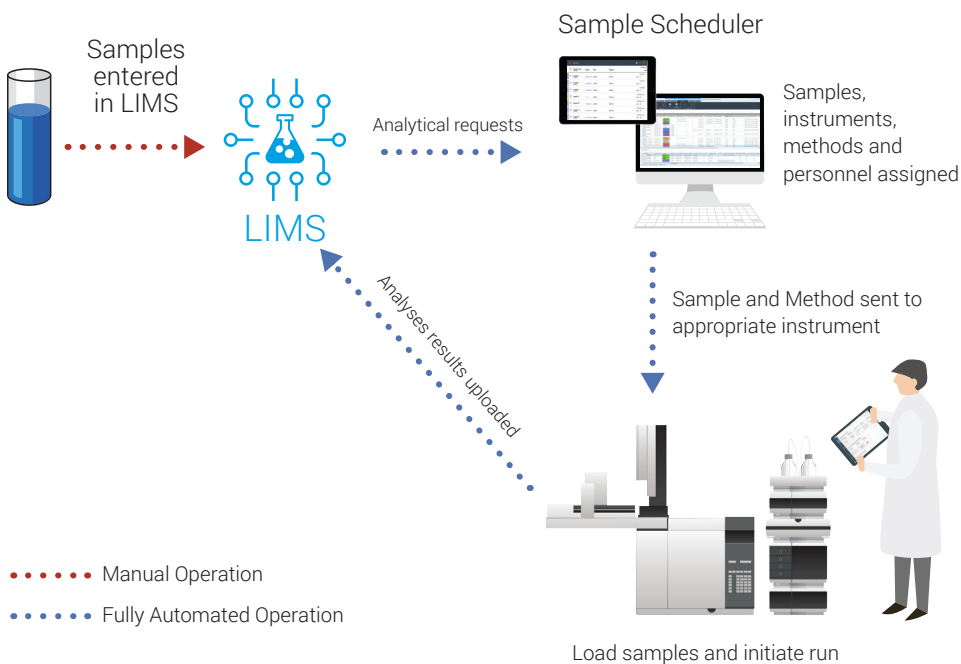 Samples
entered
in LIMS
LIMS
Analytical requests
Sample Scheduler
Samples,
instruments,
methods and
personnel assigned
Sample and Method sent to
appropriate instrument
Analyses results uploaded
Load samples and initiate run
Manual Operation
Fully Automated Operation